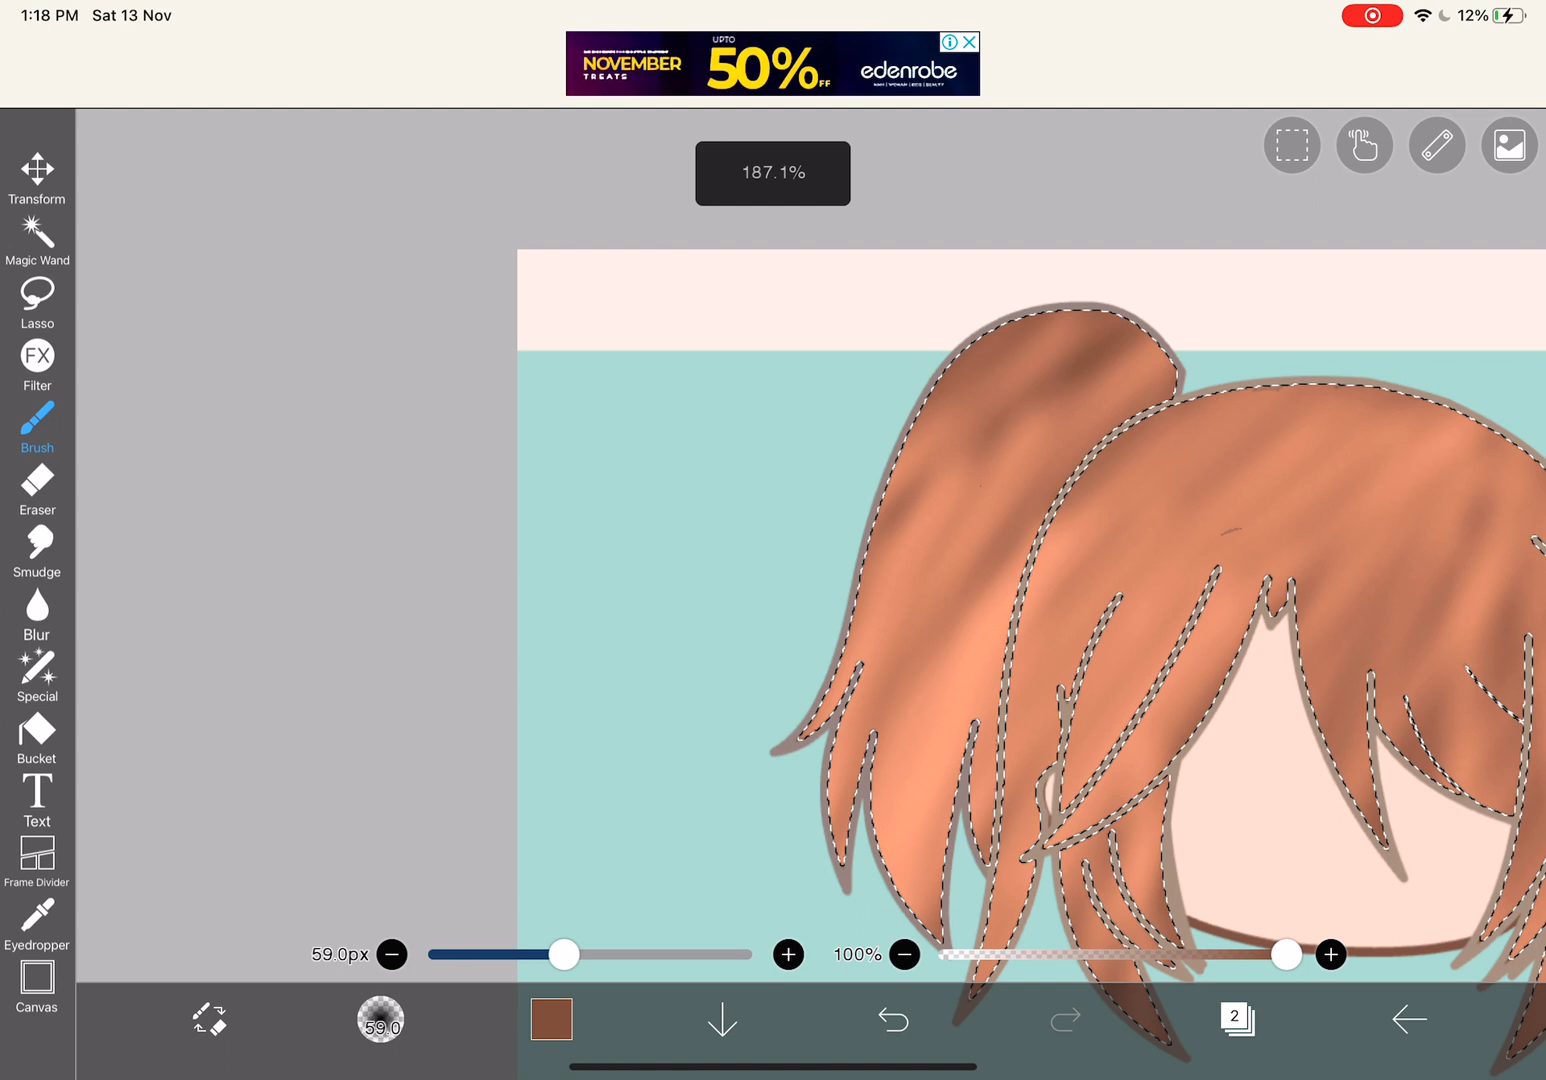 1:18 PM Sat 13 Nov
12%
UPTO
NOVEMBER
TREATS
50%
FF
edenrobe
187.1%
Transform
Magic Wand
Lasso
FX
Filter
Brush
Eraser
Smudge
Blur
Special
Bucket
T
Text
Frame Divider
Eyedropper
Canvas
59.0px
100%
59.0
2